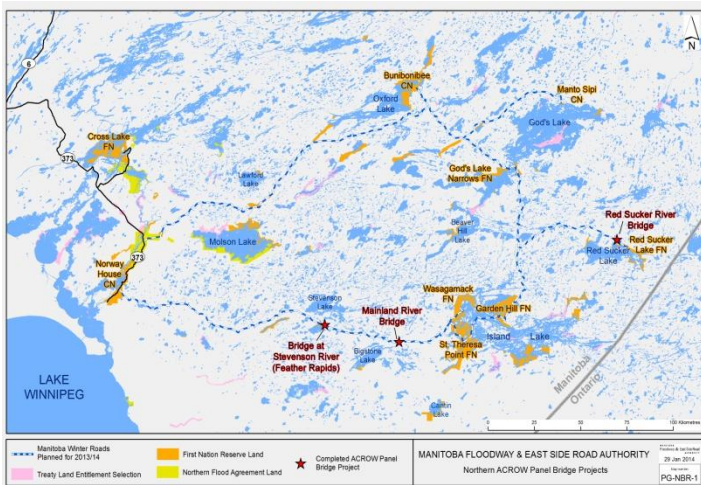 6
N
Bunibonibee
CN
Oxford
Lake
Manto Sipi
CN
God's Lake
Cross Lake
FN
373
God's Lake
Narrows FN
Lawford
Lake
Beaver
Hill
Lake
Red Sucker River
Bridge
Molson Lake
Red Sucker
Lake
Red Sucker
Lake FN
373
Norway
House
CN
Wasagamack
FN
Garden Hill FN
Stevenson
Lake
Mainland River
Bridge
Bridge at
Stevenson River
(Feather Rapids)
Bigstone
Lake
St. Theresa
Point FN
Island Lake
LAKE
WINNIPEG
Manitoba
Ontario
Lake
0 25 50 75 100 Kilometres
Manitoba Winter Roads
Planned for 2013/14
First Nation Reserve Land
Treaty Land Entitlement Selection
Northern Flood Agreement Land
Completed ACROW Panel
Bridge Project
MANITOBA FLOODWAY & EAST SIDE ROAD AUTHORITY
Northern ACROW Panel Bridge Projects
29 Jan 2014
PG-NBR-1